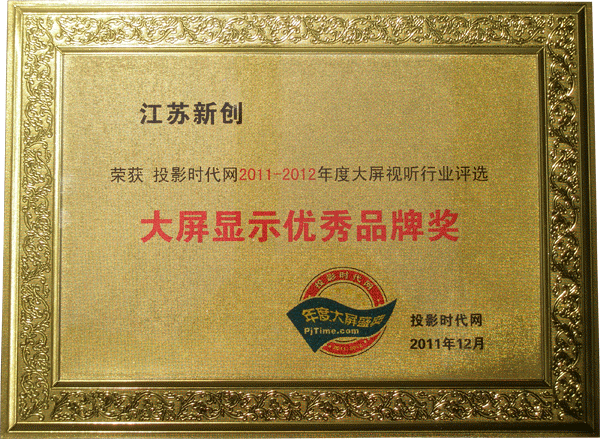 江苏新创
荣获 投影时代网2011-2012年度大屏视听行业评选
大屏显示优秀品牌奖
投影时代网
年度大屏盛典
PjTime.com
2011-2012
投影时代网
2011年12月